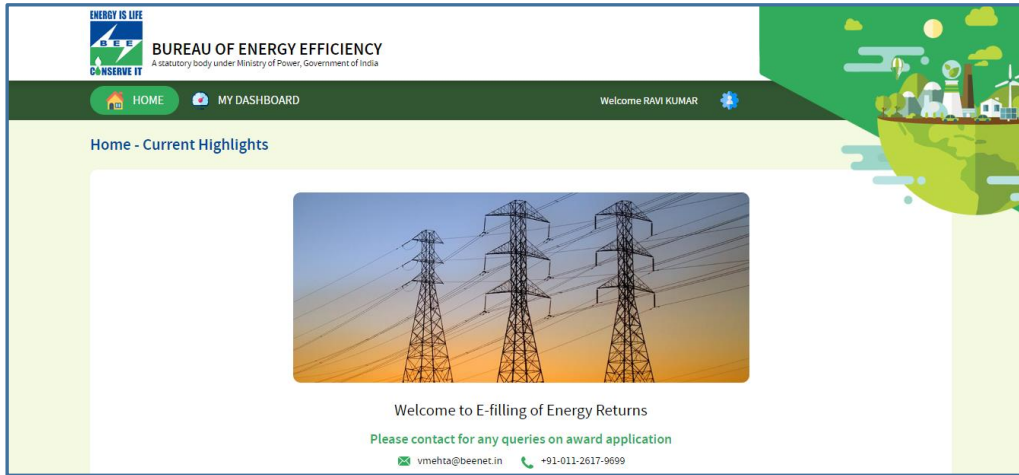 ENERGY IS LIFE
BEE
CONSERVE IT
BUREAU OF ENERGY EFFICIENCY
A statutory body under Ministry of Power, Government of India
HOME
MY DASHBOARD
Welcome RAVI KUMAR
Home - Current Highlights
Welcome to E-filling of Energy Returns
Please contact for any queries on award application
vmehta@beenet.in +91-011-2617-9699